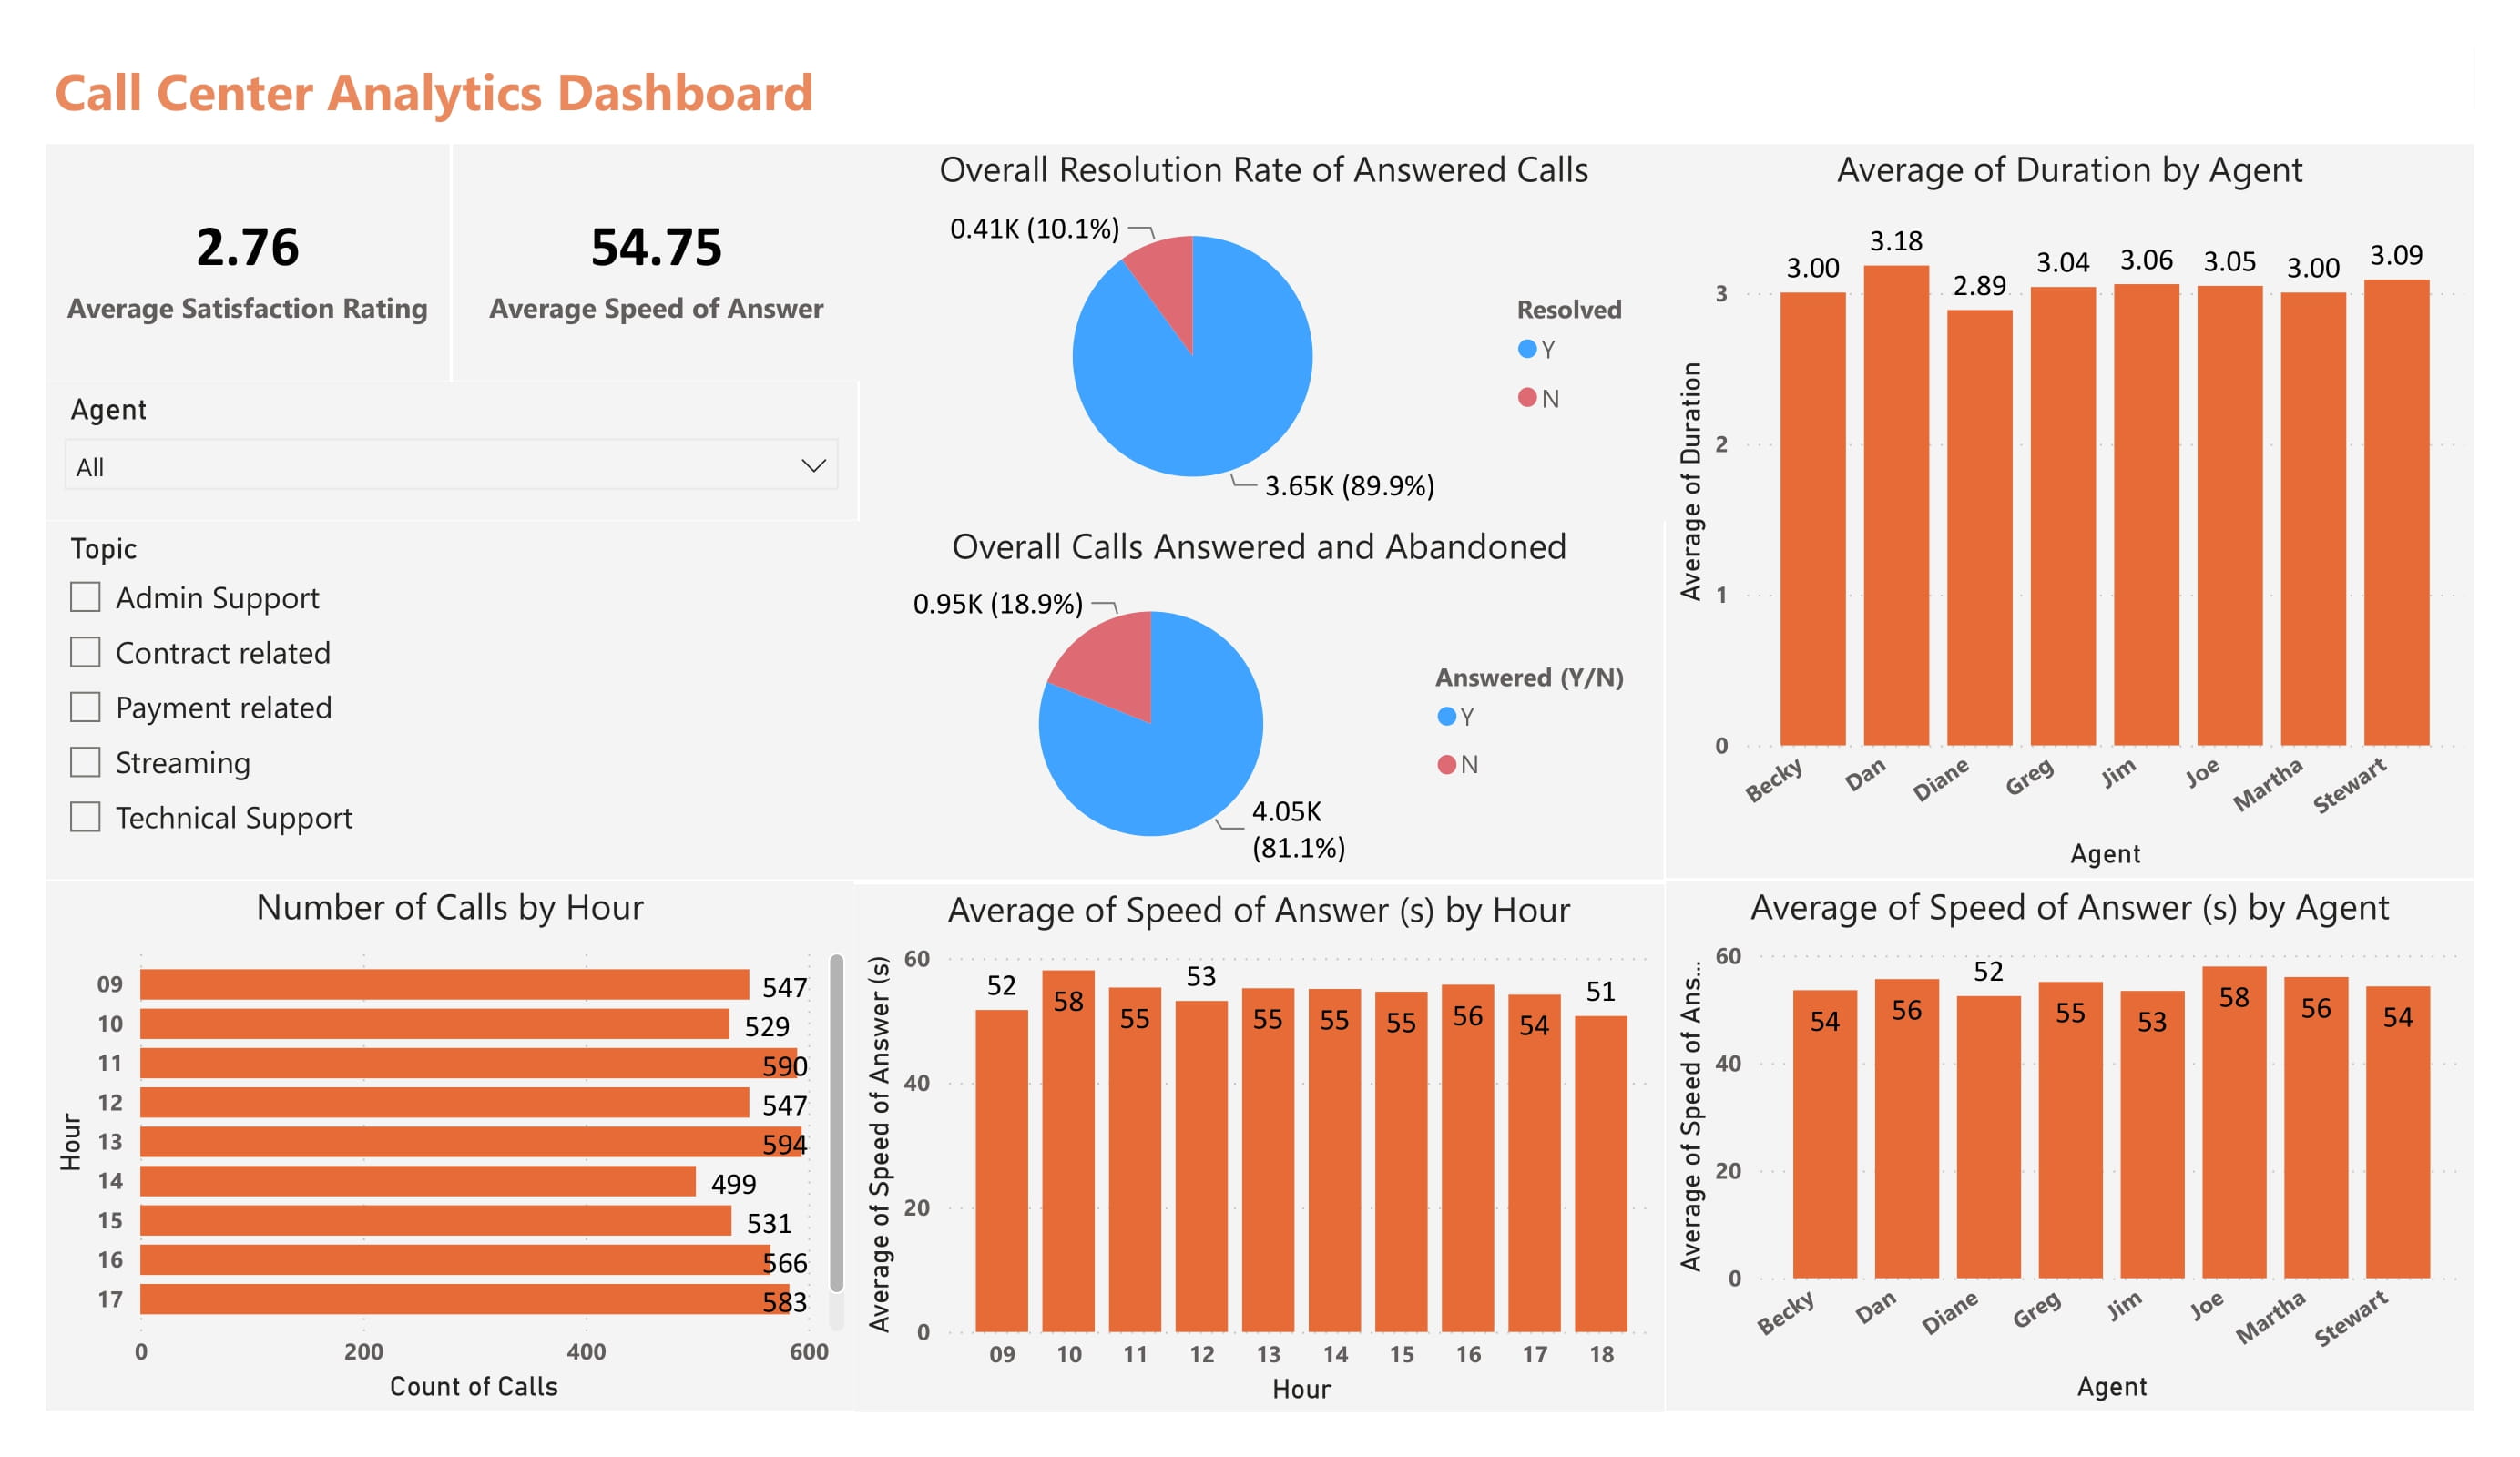 Call Center Analytics Dashboard
2.76
Average Satisfaction Rating
54.75
Average Speed of Answer
Agent
All
Topic
Admin Support
Contract related
Payment related
Streaming
Technical Support
Overall Resolution Rate of Answered Calls
0.41K (10.1%)
3.65K (89.9%)
Resolved
Y
N
Overall Calls Answered and Abandoned
0.95K (18.9%)
4.05K
(81.1%)
Answered (Y/N)
Y
N
Average of Duration by Agent
Average of Duration
3
2
1
0
3.00
3.18
2.89
3.04
3.06
3.05
3.00
3.09
Becky
Dan
Diane
Greg
Jim
Joe
Martha
Stewart
Agent
Number of Calls by Hour
Hour
09 547
10 529
11 590
12 547
13 594
14 499
15 531
16 566
17 583
0 200 400 600
Count of Calls
Average of Speed of Answer (s) by Hour
Average of Speed of Answer (s)
60
40
20
0
52 58 55 53 55 55 55 56 54 51
09 10 11 12 13 14 15 16 17 18
Hour
Average of Speed of Answer (s) by Agent
Average of Speed of Ans...
60
40
20
0
54 56 52 55 53 58 56 54
Becky
Dan
Diane
Greg
Jim
Joe
Martha
Stewart
Agent